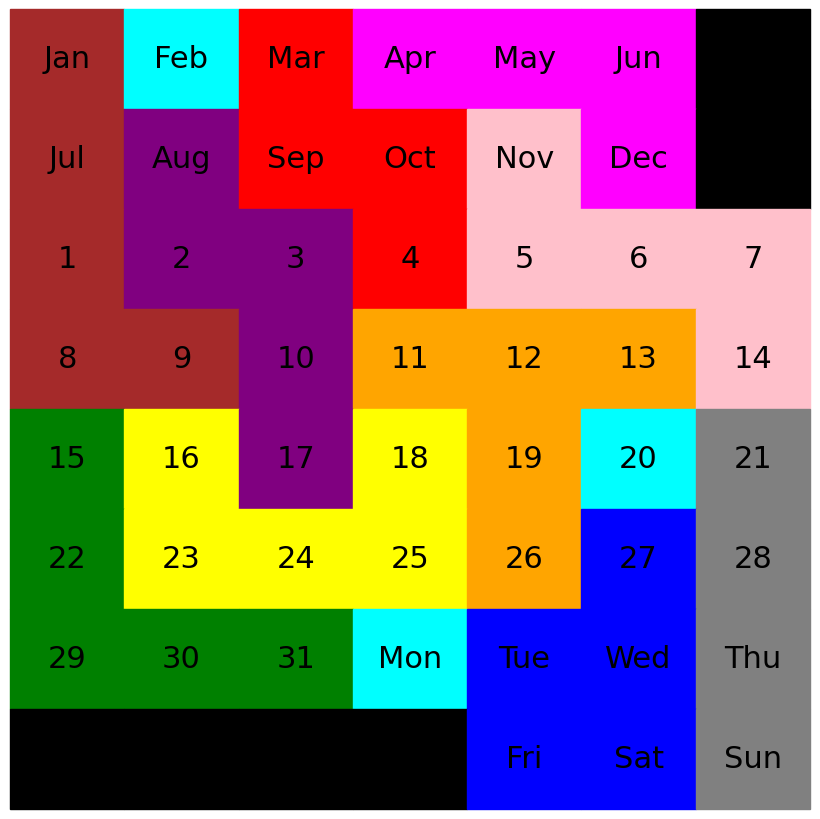 Jan Feb Mar Apr May Jun
Jul Aug Sep Oct Nov Dec
1 2 3 4 5 6 7
8 9 10 11 12 13 14
15 16 17 18 19 20 21
22 23 24 25 26 27 28
29 30 31 Mon Tue Wed Thu
Fri Sat Sun